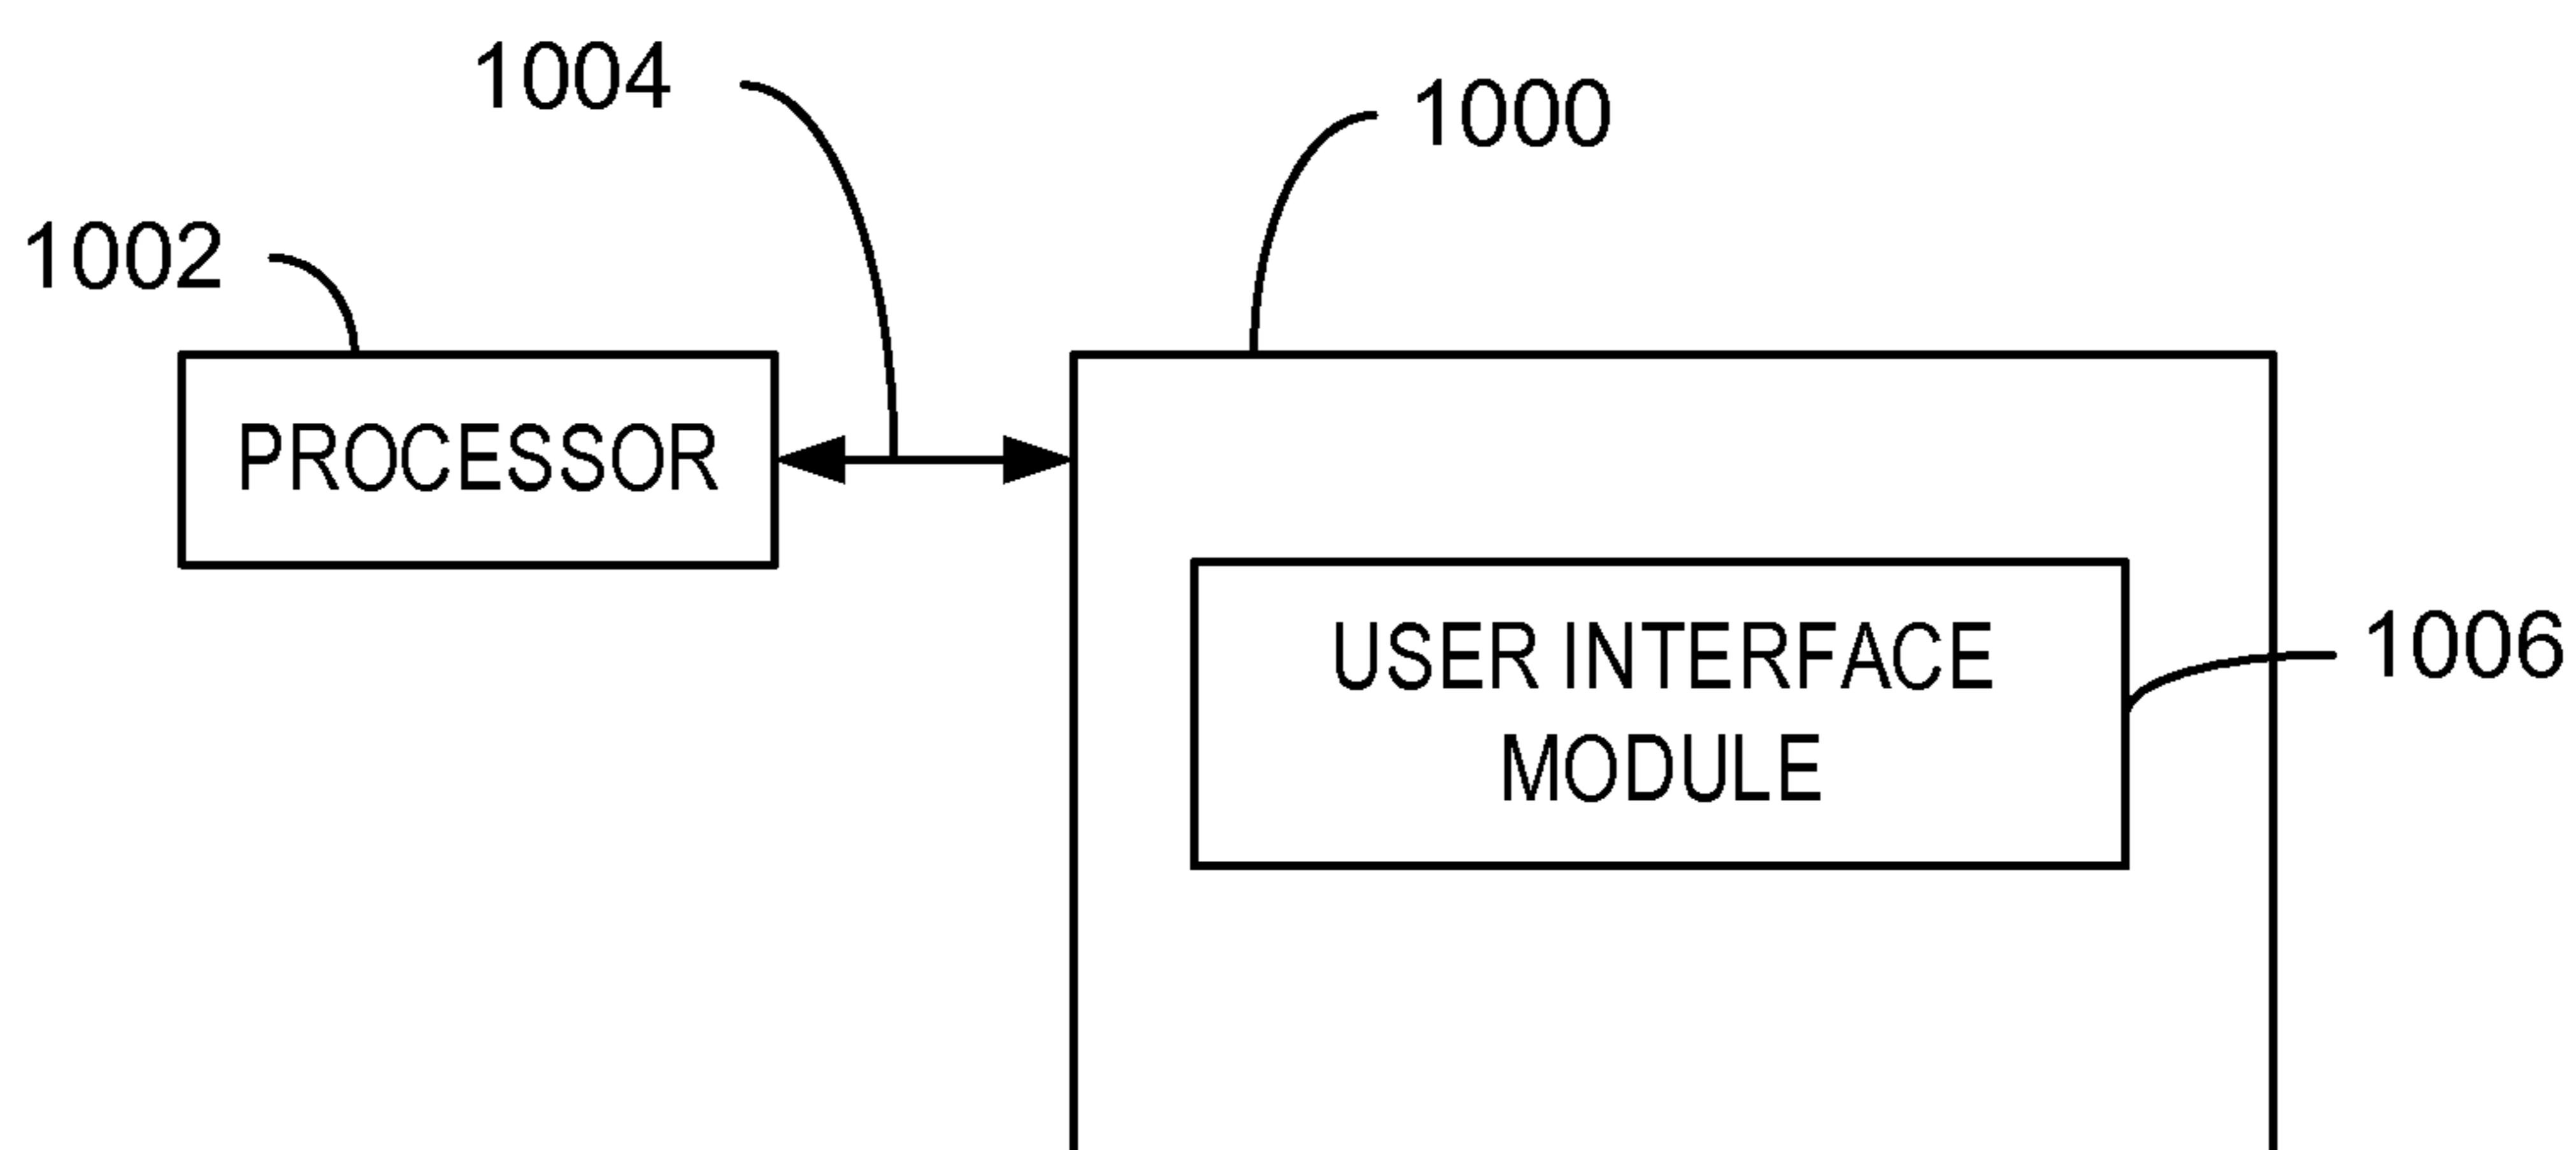 1004
1000
1002
PROCESSOR
USER INTERFACE
MODULE
1006